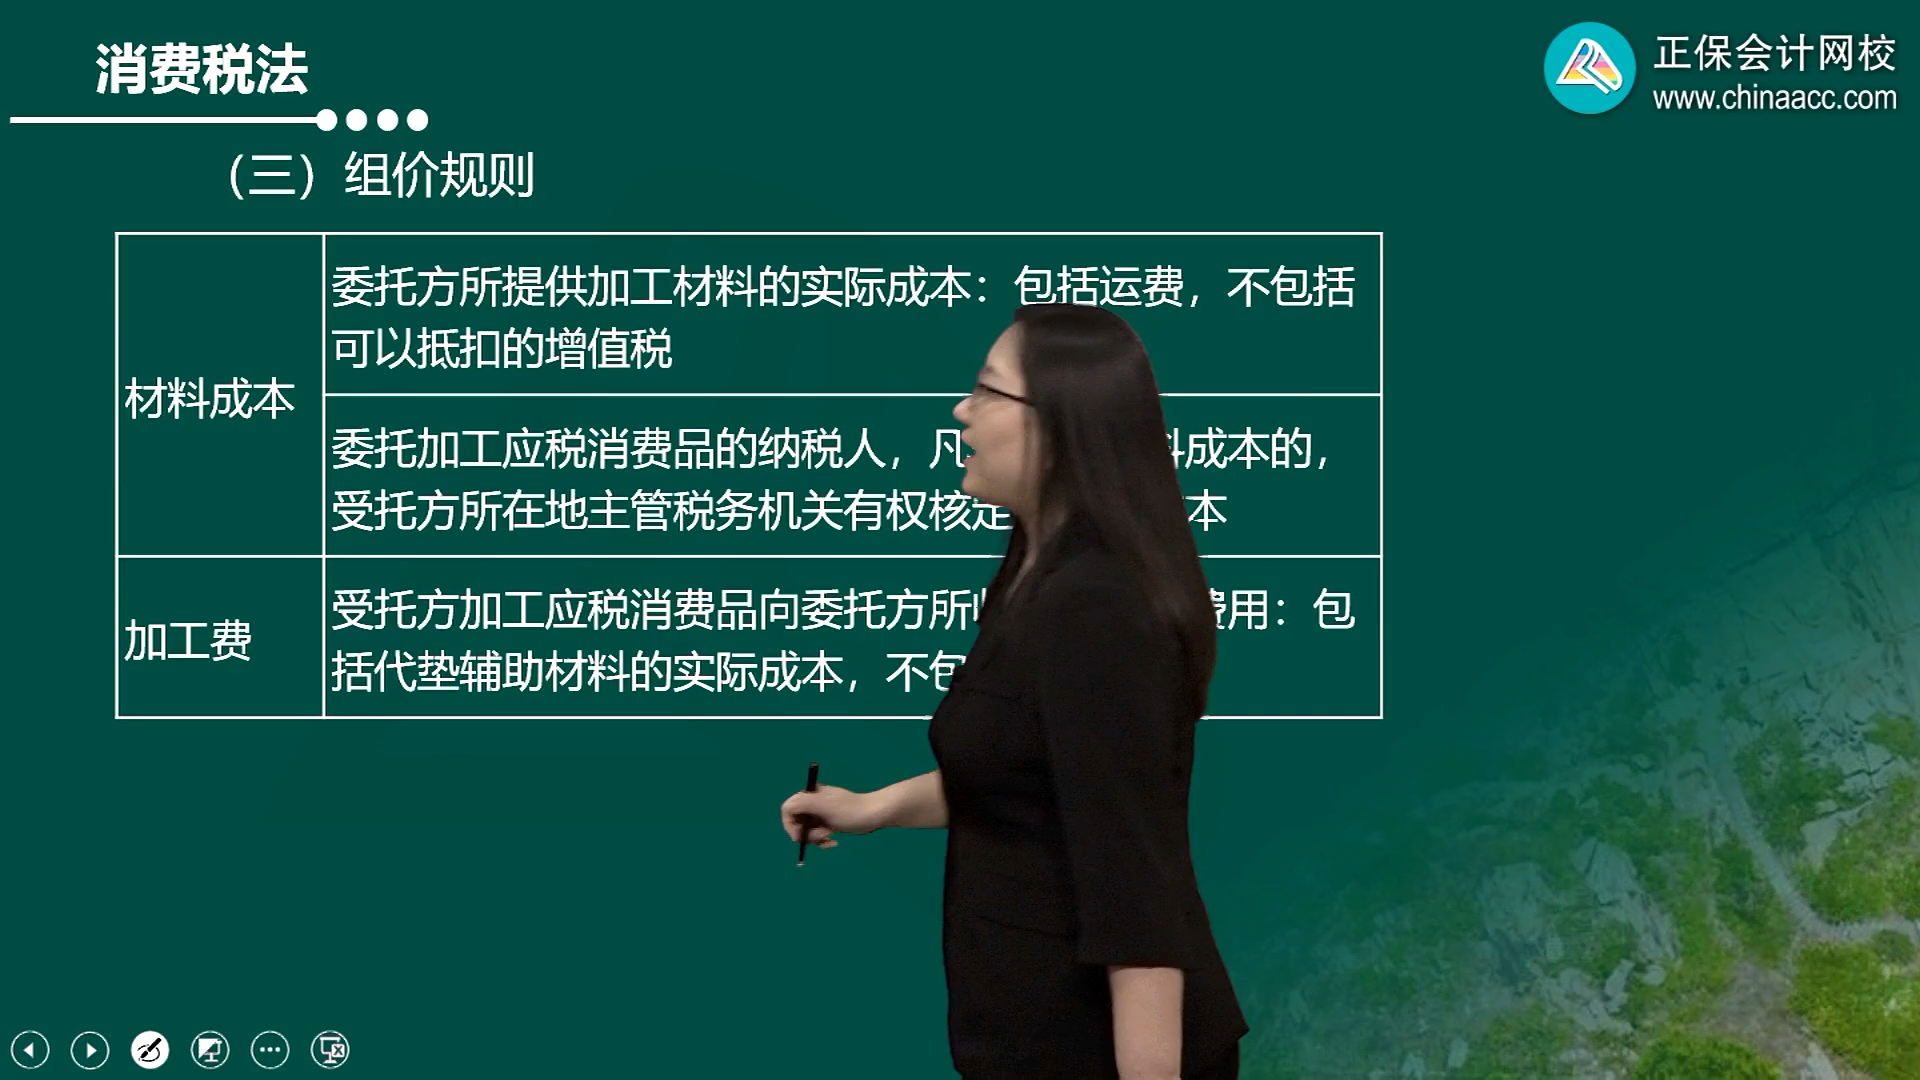 消费税法
正保会计网校
www.chinaacc.com
（三）组价规则
材料成本
委托方所提供加工材料的实际成本：包括运费，不包括
可以抵扣的增值税
委托加工应税消费品的纳税人，凡 成本的，
受托方所在地主管税务机关有权核定 本
加工费
受托方加工应税消费品向委托方所 费用：包
括代垫辅助材料的实际成本，不包